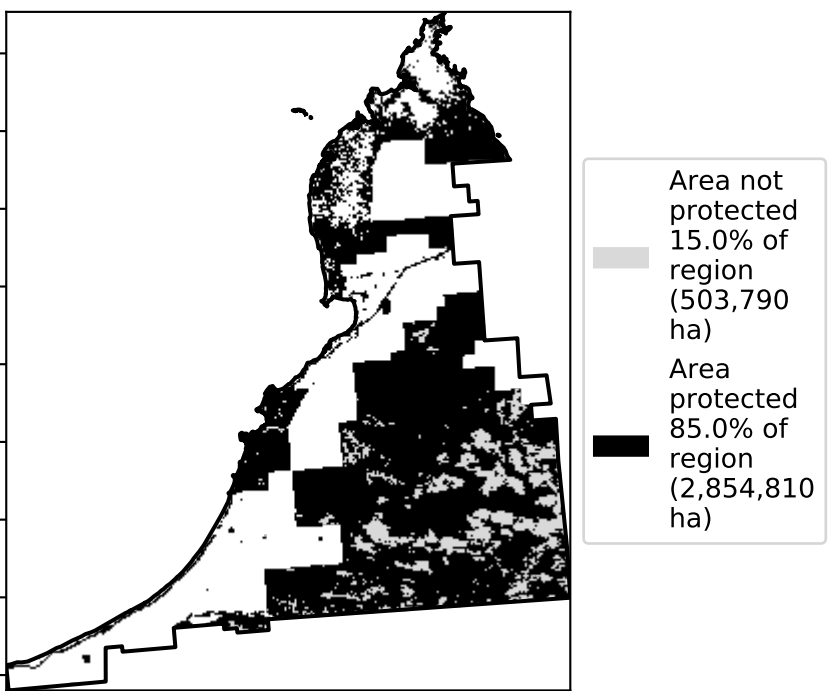 Area not
protected
15.0% of
region
(503,790
ha)
Area
protected
85.0% of
region
(2,854,810
ha)